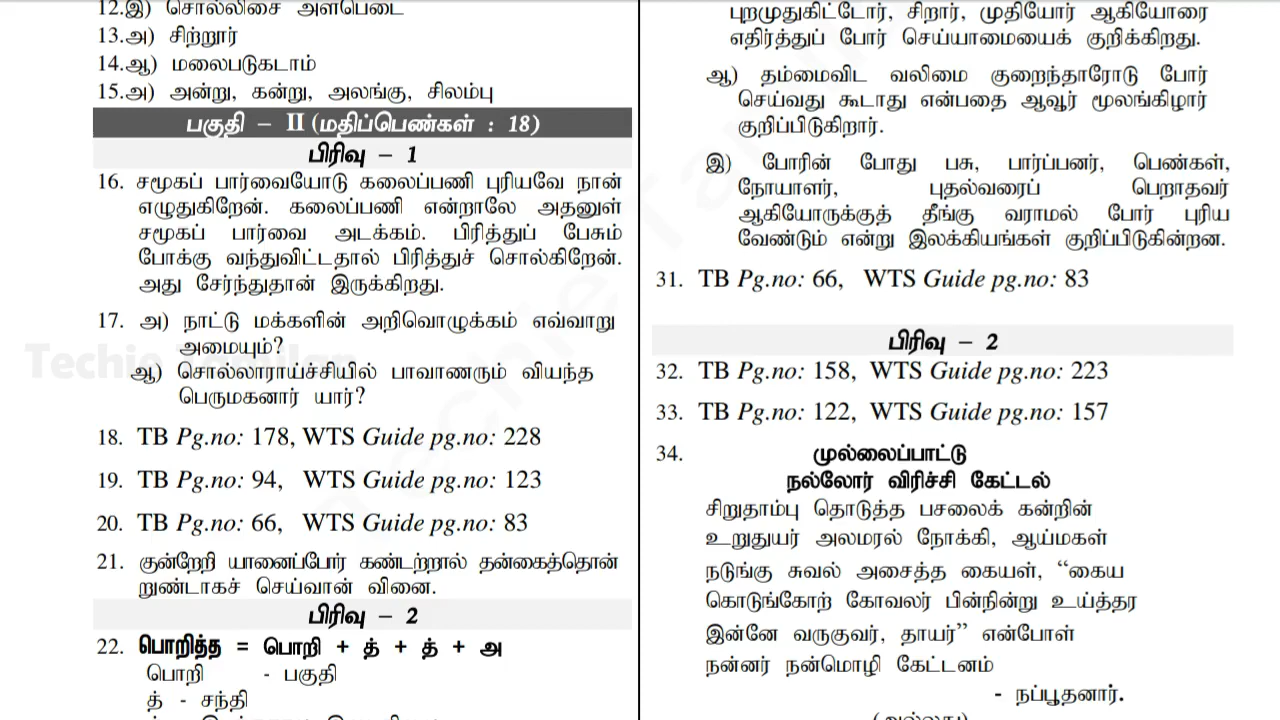 12.இ) சொல்லிசை அளபெடை
13.அ) சிற்றூர்
14.ஆ) மலைபடுகடாம்
15.அ) அன்று, கன்று, அலங்கு, சிலம்பு
பகுதி – II (மதிப்பெண்கள் : 18)
பிரிவு – 1
16. சமூகப் பார்வையோடு கலைப்பணி புரியவே நான்
எழுதுகிறேன். கலைப்பணி என்றாலே அதனுள்
சமூகப் பார்வை அடக்கம். பிரித்துப் பேசும்
போக்கு வந்துவிட்டதால் பிரித்துச் சொல்கிறேன்.
அது சேர்ந்துதான் இருக்கிறது.
17. அ) நாட்டு மக்களின் அறிவொழுக்கம் எவ்வாறு
அமையும்?
ஆ) சொல்லாராய்ச்சியில் பாவாணரும் வியந்த
பெருமகனார் யார்?
18. TB Pg.no: 178, WTS Guide pg.no: 228
19. TB Pg.no: 94, WTS Guide pg.no: 123
20. TB Pg.no: 66, WTS Guide pg.no: 83
21. குன்றேறி யானைப்போர் கண்டற்றால் தன்கைத்தொன்
றுண்டாகச் செய்வான் வினை.
பிரிவு – 2
22. பொறித்த = பொறி + த் + த் + அ
பொறி - பகுதி
த் - சந்தி
புறமுதுகிட்டோர், சிறார், முதியோர் ஆகியோரை
எதிர்த்துப் போர் செய்யாமையைக் குறிக்கிறது.
ஆ) தம்மைவிட வலிமை குறைந்தாரோடு போர்
செய்வது கூடாது என்பதை ஆவூர் மூலங்கிழார்
குறிப்பிடுகிறார்.
இ) போரின் போது பசு, பார்ப்பனர், பெண்கள்,
நோயாளர், புதல்வரைப் பெறாதவர்
ஆகியோருக்குத் தீங்கு வராமல் போர் புரிய
வேண்டும் என்று இலக்கியங்கள் குறிப்பிடுகின்றன.
31. TB Pg.no: 66, WTS Guide pg.no: 83
பிரிவு – 2
32. TB Pg.no: 158, WTS Guide pg.no: 223
33. TB Pg.no: 122, WTS Guide pg.no: 157
34. முல்லைப்பாட்டு
நல்லோர் விரிச்சி கேட்டல்
சிறுதாம்பு தொடுத்த பசலைக் கன்றின்
உறுதுயர் அலமரல் நோக்கி, ஆய்மகள்
நடுங்கு சுவல் அசைத்த கையள், “கைய
கொடுங்கோற் கோவலர் பின்நின்று உய்த்தர
இன்னே வருகுவர், தாயர்” என்போள்
நன்னர் நன்மொழி கேட்டனம்
- நப்பூதனார்.
(அல்லது)
Techie Tamilan